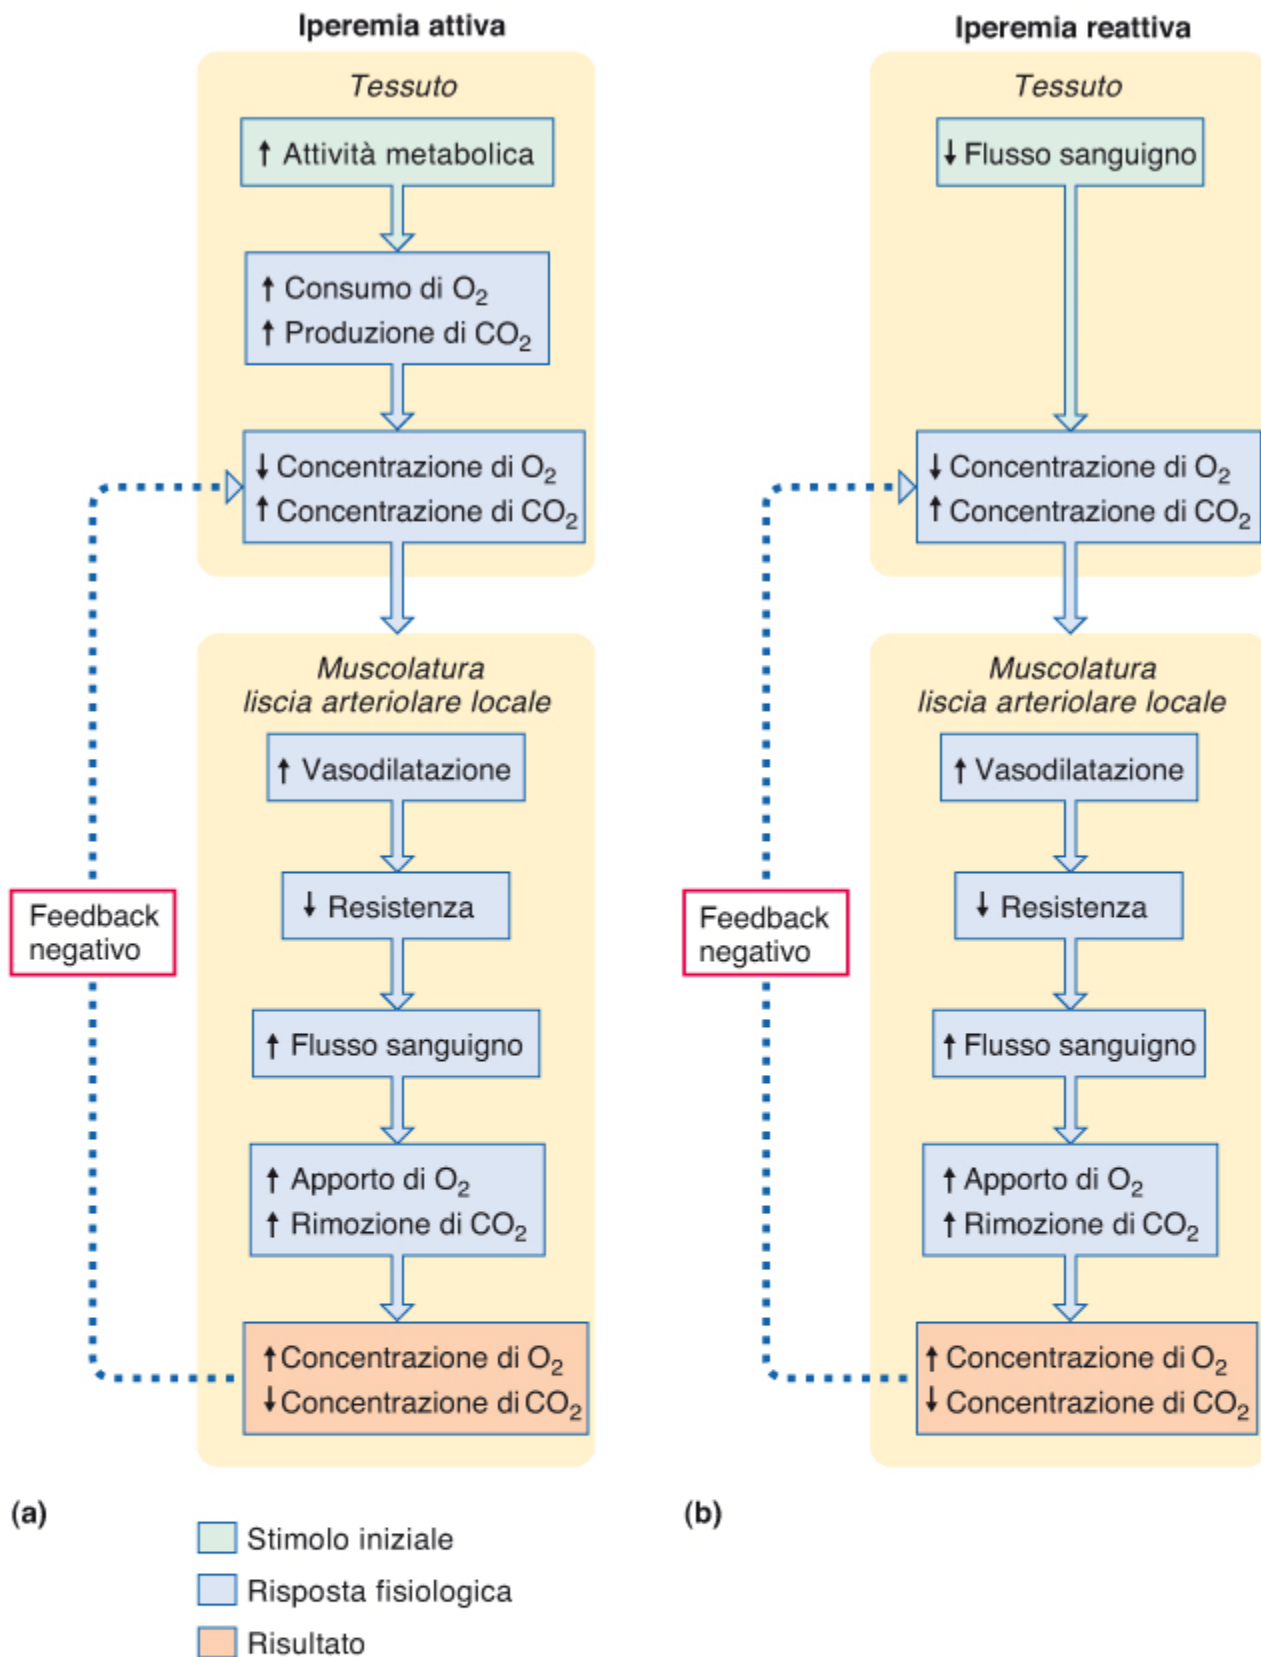 Iperemia attiva
Tessuto
↑ Attività metabolica
↑ Consumo di O₂
↑ Produzione di CO₂
↓ Concentrazione di O₂
↑ Concentrazione di CO₂
Muscolatura
liscia arteriolare locale
↑ Vasodilatazione
↓ Resistenza
Feedback
negativo
↑ Flusso sanguigno
↑ Apporto di O₂
↑ Rimozione di CO₂
↑ Concentrazione di O₂
↓ Concentrazione di CO₂
(a)
Iperemia reattiva
Tessuto
↓ Flusso sanguigno
↓ Concentrazione di O₂
↑ Concentrazione di CO₂
Muscolatura
liscia arteriolare locale
↑ Vasodilatazione
↓ Resistenza
Feedback
negativo
↑ Flusso sanguigno
↑ Apporto di O₂
↑ Rimozione di CO₂
↑ Concentrazione di O₂
↓ Concentrazione di CO₂
(b)
Stimolo iniziale
Risposta fisiologica
Risultato